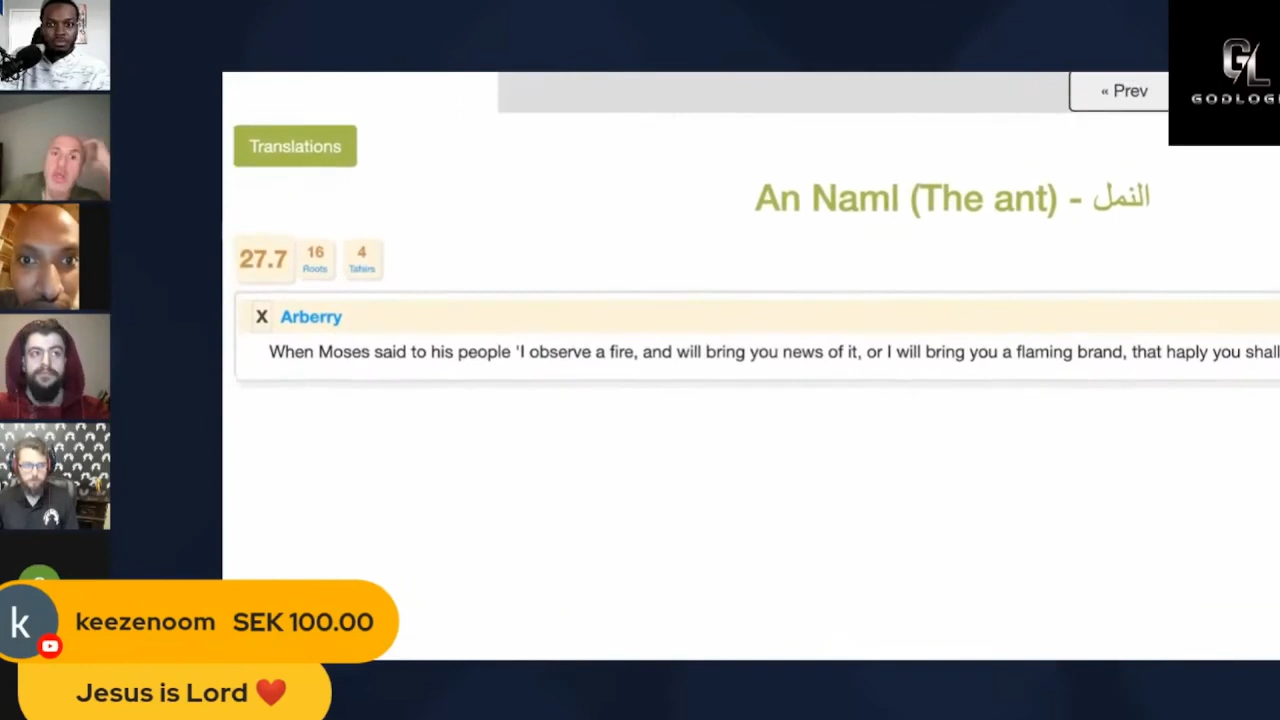 « Prev
GL
Translations
An Naml (The ant) - النمل
27.7
16
Roots
4
Tafsirs
X Arberry
When Moses said to his people 'I observe a fire, and will bring you news of it, or I will bring you a flaming brand, that haply you shall
k
keezenoom SEK 100.00
Jesus is Lord ❤️